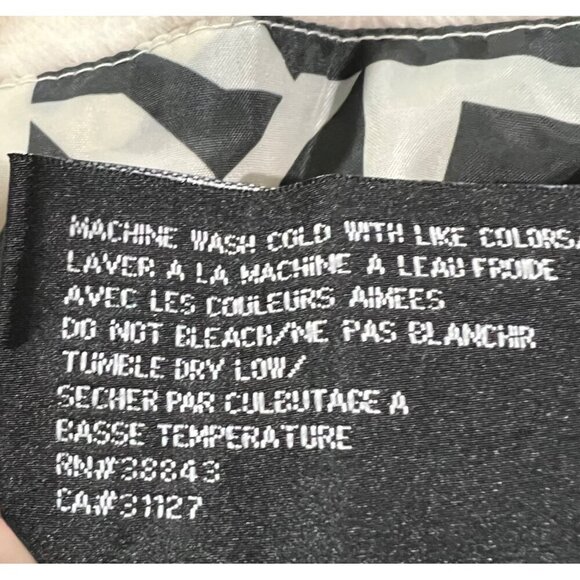 MACHINE WASH COLD WITH LIKE COLORS/
LAVER A LA MACHINE A LEAU FROIDE
AVEC LES COULEURS AIMEES
DO NOT BLEACH/NE PAS BLANCHIR
TUMBLE DRY LOW/
SECHER PAR CULBUTAGE A
BASSE TEMPERATURE
RN#38843
CA#31127